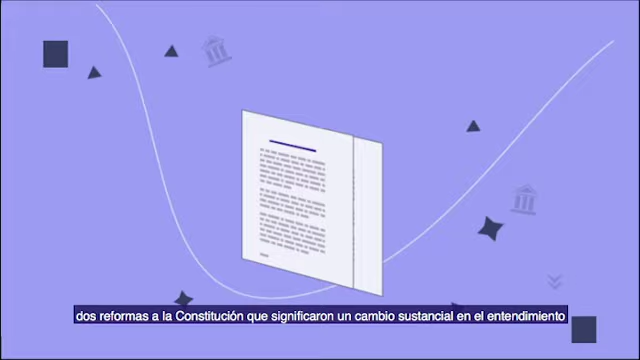 dos reformas a la Constitución que significaron un cambio sustancial en el entendimiento